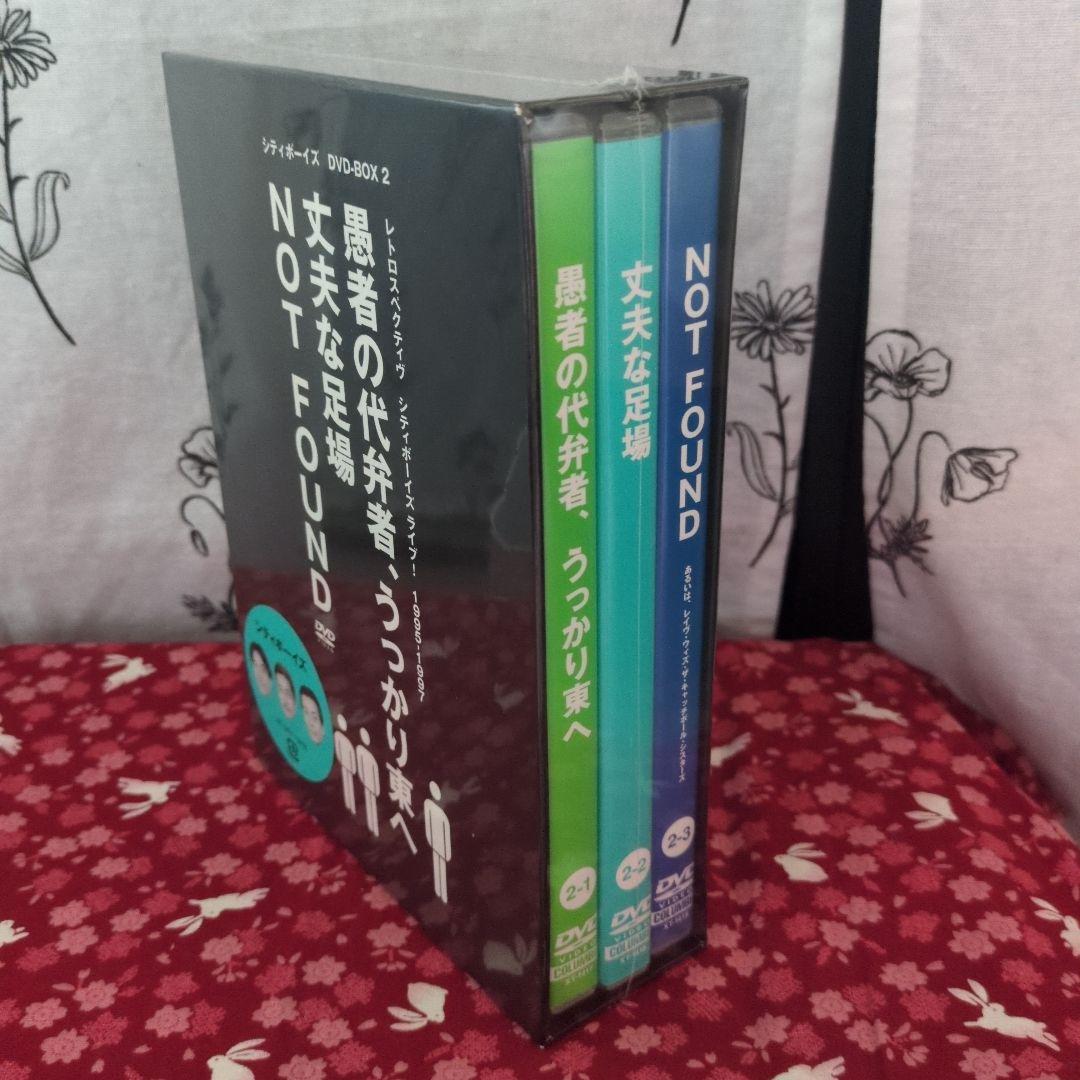 シティボーイズ DVD-BOX 2
レトロスペクティヴ シティボーイズ ライブ! 1995-1997
愚者の代弁者、うっかり東へ
丈夫な足場
NOT FOUND
DVD
シティボーイズ
愚者の代弁者、うっかり東へ
2-1
DVD
VIDEO
丈夫な足場
2-2
DVD
VIDEO
NOT FOUND
あるいは、レイヴ・ウィズ・ザ・キャッチボール・シスターズ
2-3
DVD
VIDEO